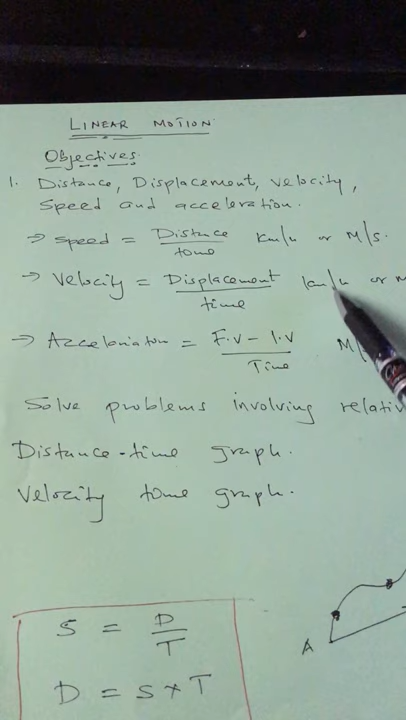 LINEAR MOTION
Objectives.
1. Distance, Displacement, velocity,
Speed and acceleration.
→ Speed = Distance / time km/h or M/s.
→ Velocity = Displacement / time km/h or
→ Acceleration = F.V - I.V / Time M/
Solve problems involving
Distance-time graph.
Velocity time graph.
S = D / T
D = S × T
A